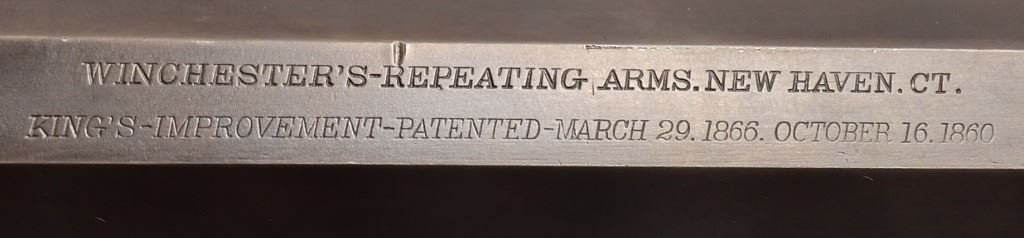 WINCHESTER'S-REPEATING ARMS.NEW HAVEN.CT.
KING'S-IMPROVEMENT-PATENTED-MARCH 29.1866. OCTOBER 16.1860